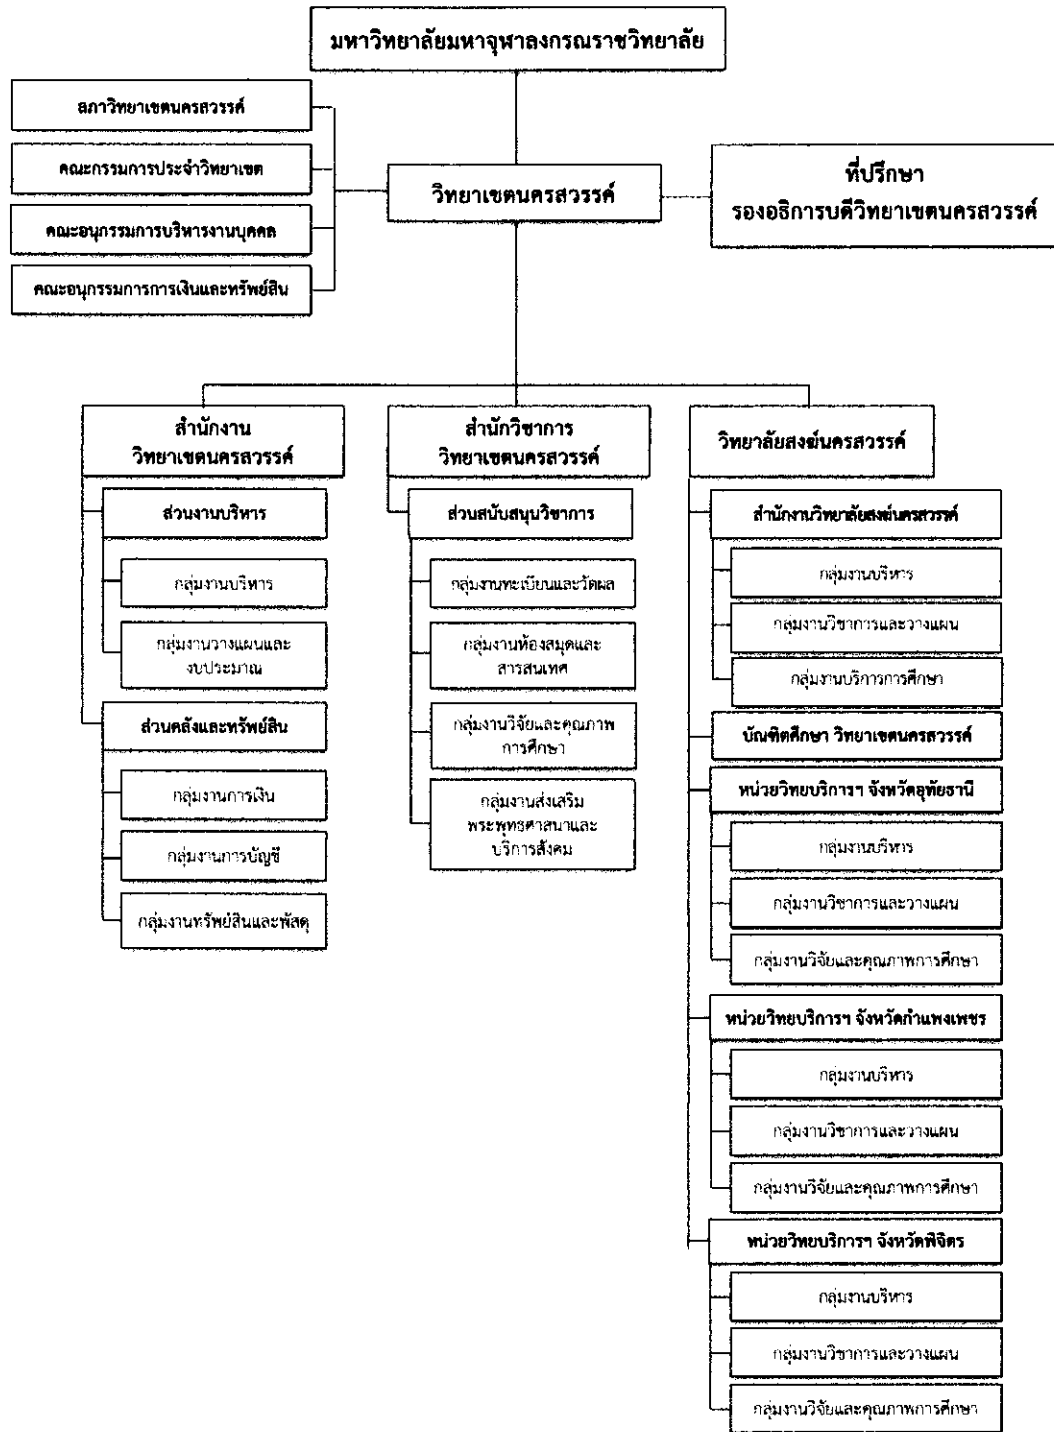 มหาวิทยาลัยมหาจุฬาลงกรณราชวิทยาลัย
สภาวิทยาเขตนครสวรรค์
คณะกรรมการประจำวิทยาเขต
คณะอนุกรรมการบริหารงานบุคคล
คณะอนุกรรมการการเงินและทรัพย์สิน
วิทยาเขตนครสวรรค์
ที่ปรึกษา
รองอธิการบดีวิทยาเขตนครสวรรค์
สำนักงาน
วิทยาเขตนครสวรรค์
ส่วนงานบริหาร
กลุ่มงานบริหาร
กลุ่มงานวางแผนและ
งบประมาณ
ส่วนคลังและทรัพย์สิน
กลุ่มงานการเงิน
กลุ่มงานการบัญชี
กลุ่มงานทรัพย์สินและพัสดุ
สำนักวิชาการ
วิทยาเขตนครสวรรค์
ส่วนสนับสนุนวิชาการ
กลุ่มงานทะเบียนและวัดผล
กลุ่มงานห้องสมุดและ
สารสนเทศ
กลุ่มงานวิจัยและคุณภาพ
การศึกษา
กลุ่มงานส่งเสริม
พระพุทธศาสนาและ
บริการสังคม
วิทยาลัยสงฆ์นครสวรรค์
สำนักงานวิทยาลัยสงฆ์นครสวรรค์
กลุ่มงานบริหาร
กลุ่มงานวิชาการและวางแผน
กลุ่มงานบริการการศึกษา
บัณฑิตศึกษา วิทยาเขตนครสวรรค์
หน่วยวิทยบริการฯ จังหวัดอุทัยธานี
กลุ่มงานบริหาร
กลุ่มงานวิชาการและวางแผน
กลุ่มงานวิจัยและคุณภาพการศึกษา
หน่วยวิทยบริการฯ จังหวัดกำแพงเพชร
กลุ่มงานบริหาร
กลุ่มงานวิชาการและวางแผน
กลุ่มงานวิจัยและคุณภาพการศึกษา
หน่วยวิทยบริการฯ จังหวัดพิจิตร
กลุ่มงานบริหาร
กลุ่มงานวิชาการและวางแผน
กลุ่มงานวิจัยและคุณภาพการศึกษา